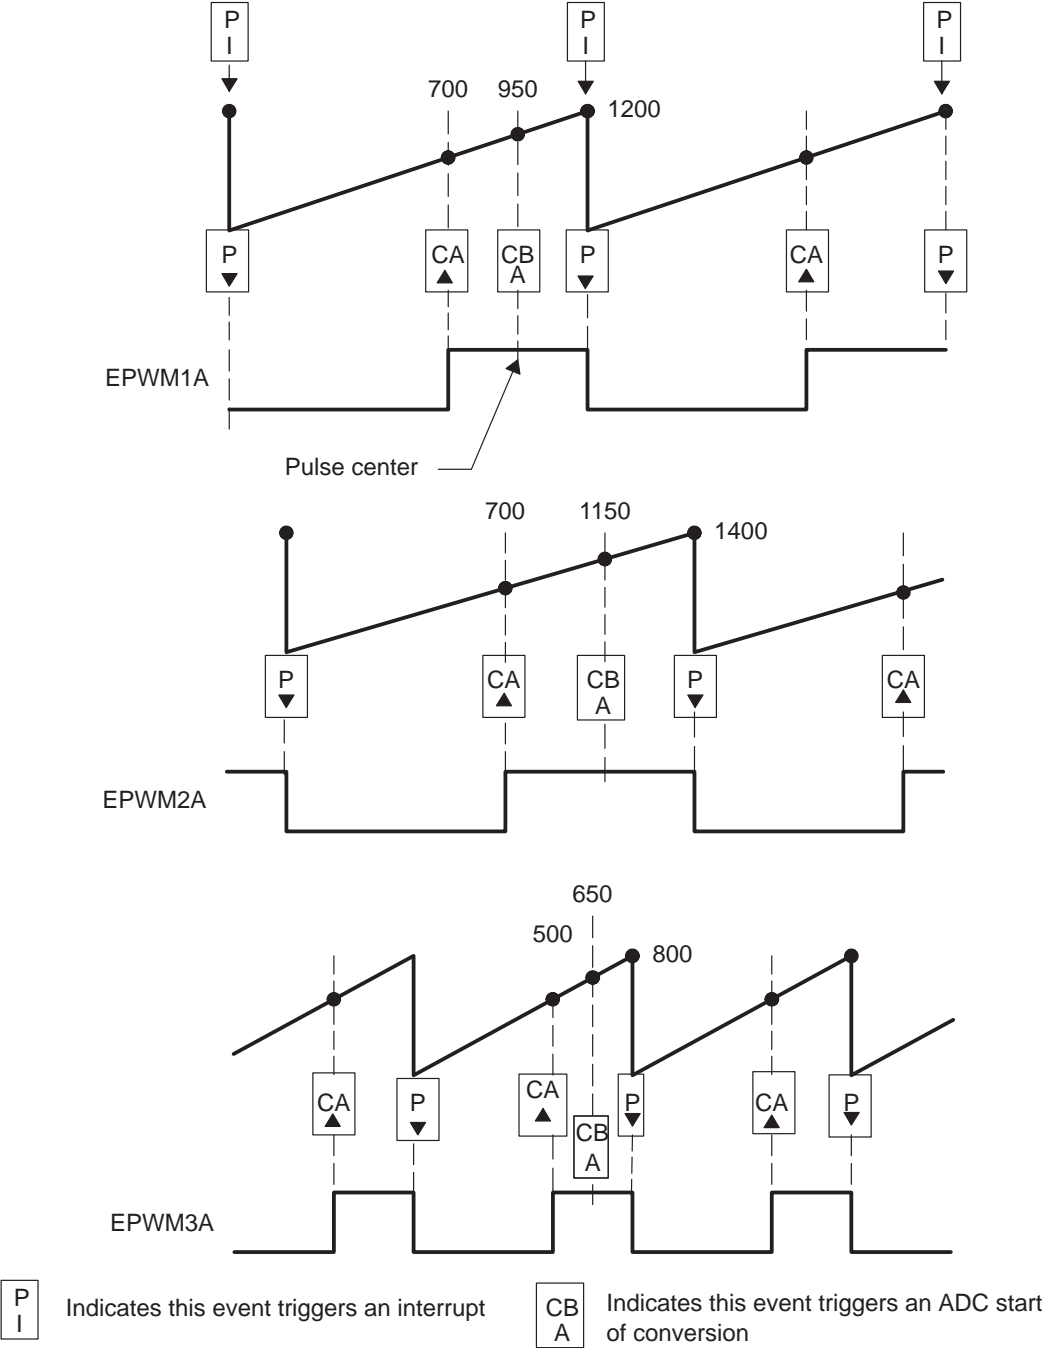 P
I
P
I
P
I
700
950
1200
P
CA
CB
A
P
CA
P
EPWM1A
Pulse center
700
1150
1400
P
CA
CB
A
P
CA
EPWM2A
650
500
800
CA
P
CA
CB
A
P
CA
P
EPWM3A
P
I
Indicates this event triggers an interrupt
CB
A
Indicates this event triggers an ADC start
of conversion